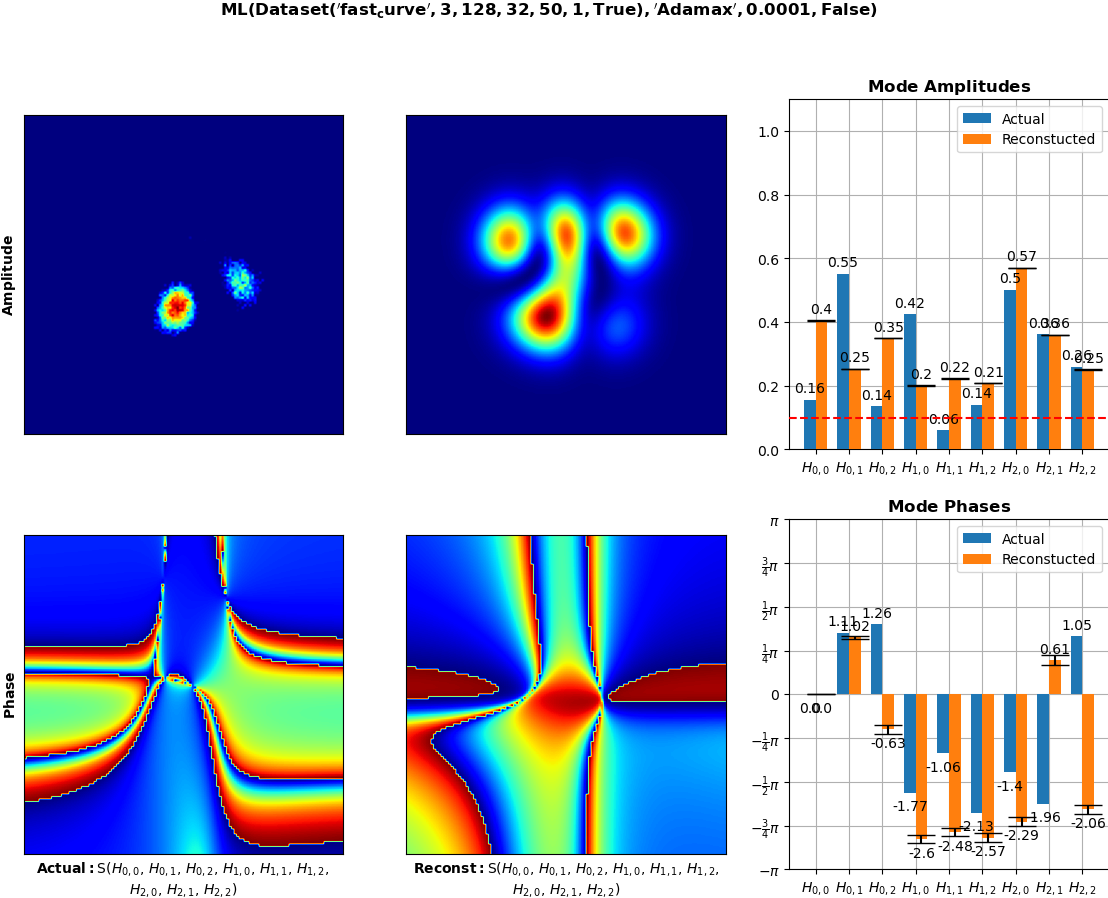 ML(Dataset('fast_curve', 3, 128, 32, 50, 1, True), 'Adamax', 0.0001, False)
Amplitude
Mode Amplitudes
Actual
Reconstucted
1.0
0.8
0.6
0.4
0.2
0.0
0.16
0.4
0.55
0.25
0.14
0.35
0.42
0.2
0.06
0.22
0.14
0.21
0.5
0.57
0.36
0.36
0.26
0.25
H0,0 H0,1 H0,2 H1,0 H1,1 H1,2 H2,0 H2,1 H2,2
Phase
Mode Phases
Actual
Reconstucted
π
3/4π
1/2π
1/4π
0
−1/4π
−1/2π
−3/4π
−π
0.0
0.0
1.11
1.02
1.26
-0.63
-1.77
-2.6
-1.06
-2.48
-2.13
-2.57
-1.4
-2.29
-1.96
0.61
1.05
-2.06
H0,0 H0,1 H0,2 H1,0 H1,1 H1,2 H2,0 H2,1 H2,2
Actual: S(H0,0, H0,1, H0,2, H1,0, H1,1, H1,2,
H2,0, H2,1, H2,2)
Reconst: S(H0,0, H0,1, H0,2, H1,0, H1,1, H1,2,
H2,0, H2,1, H2,2)